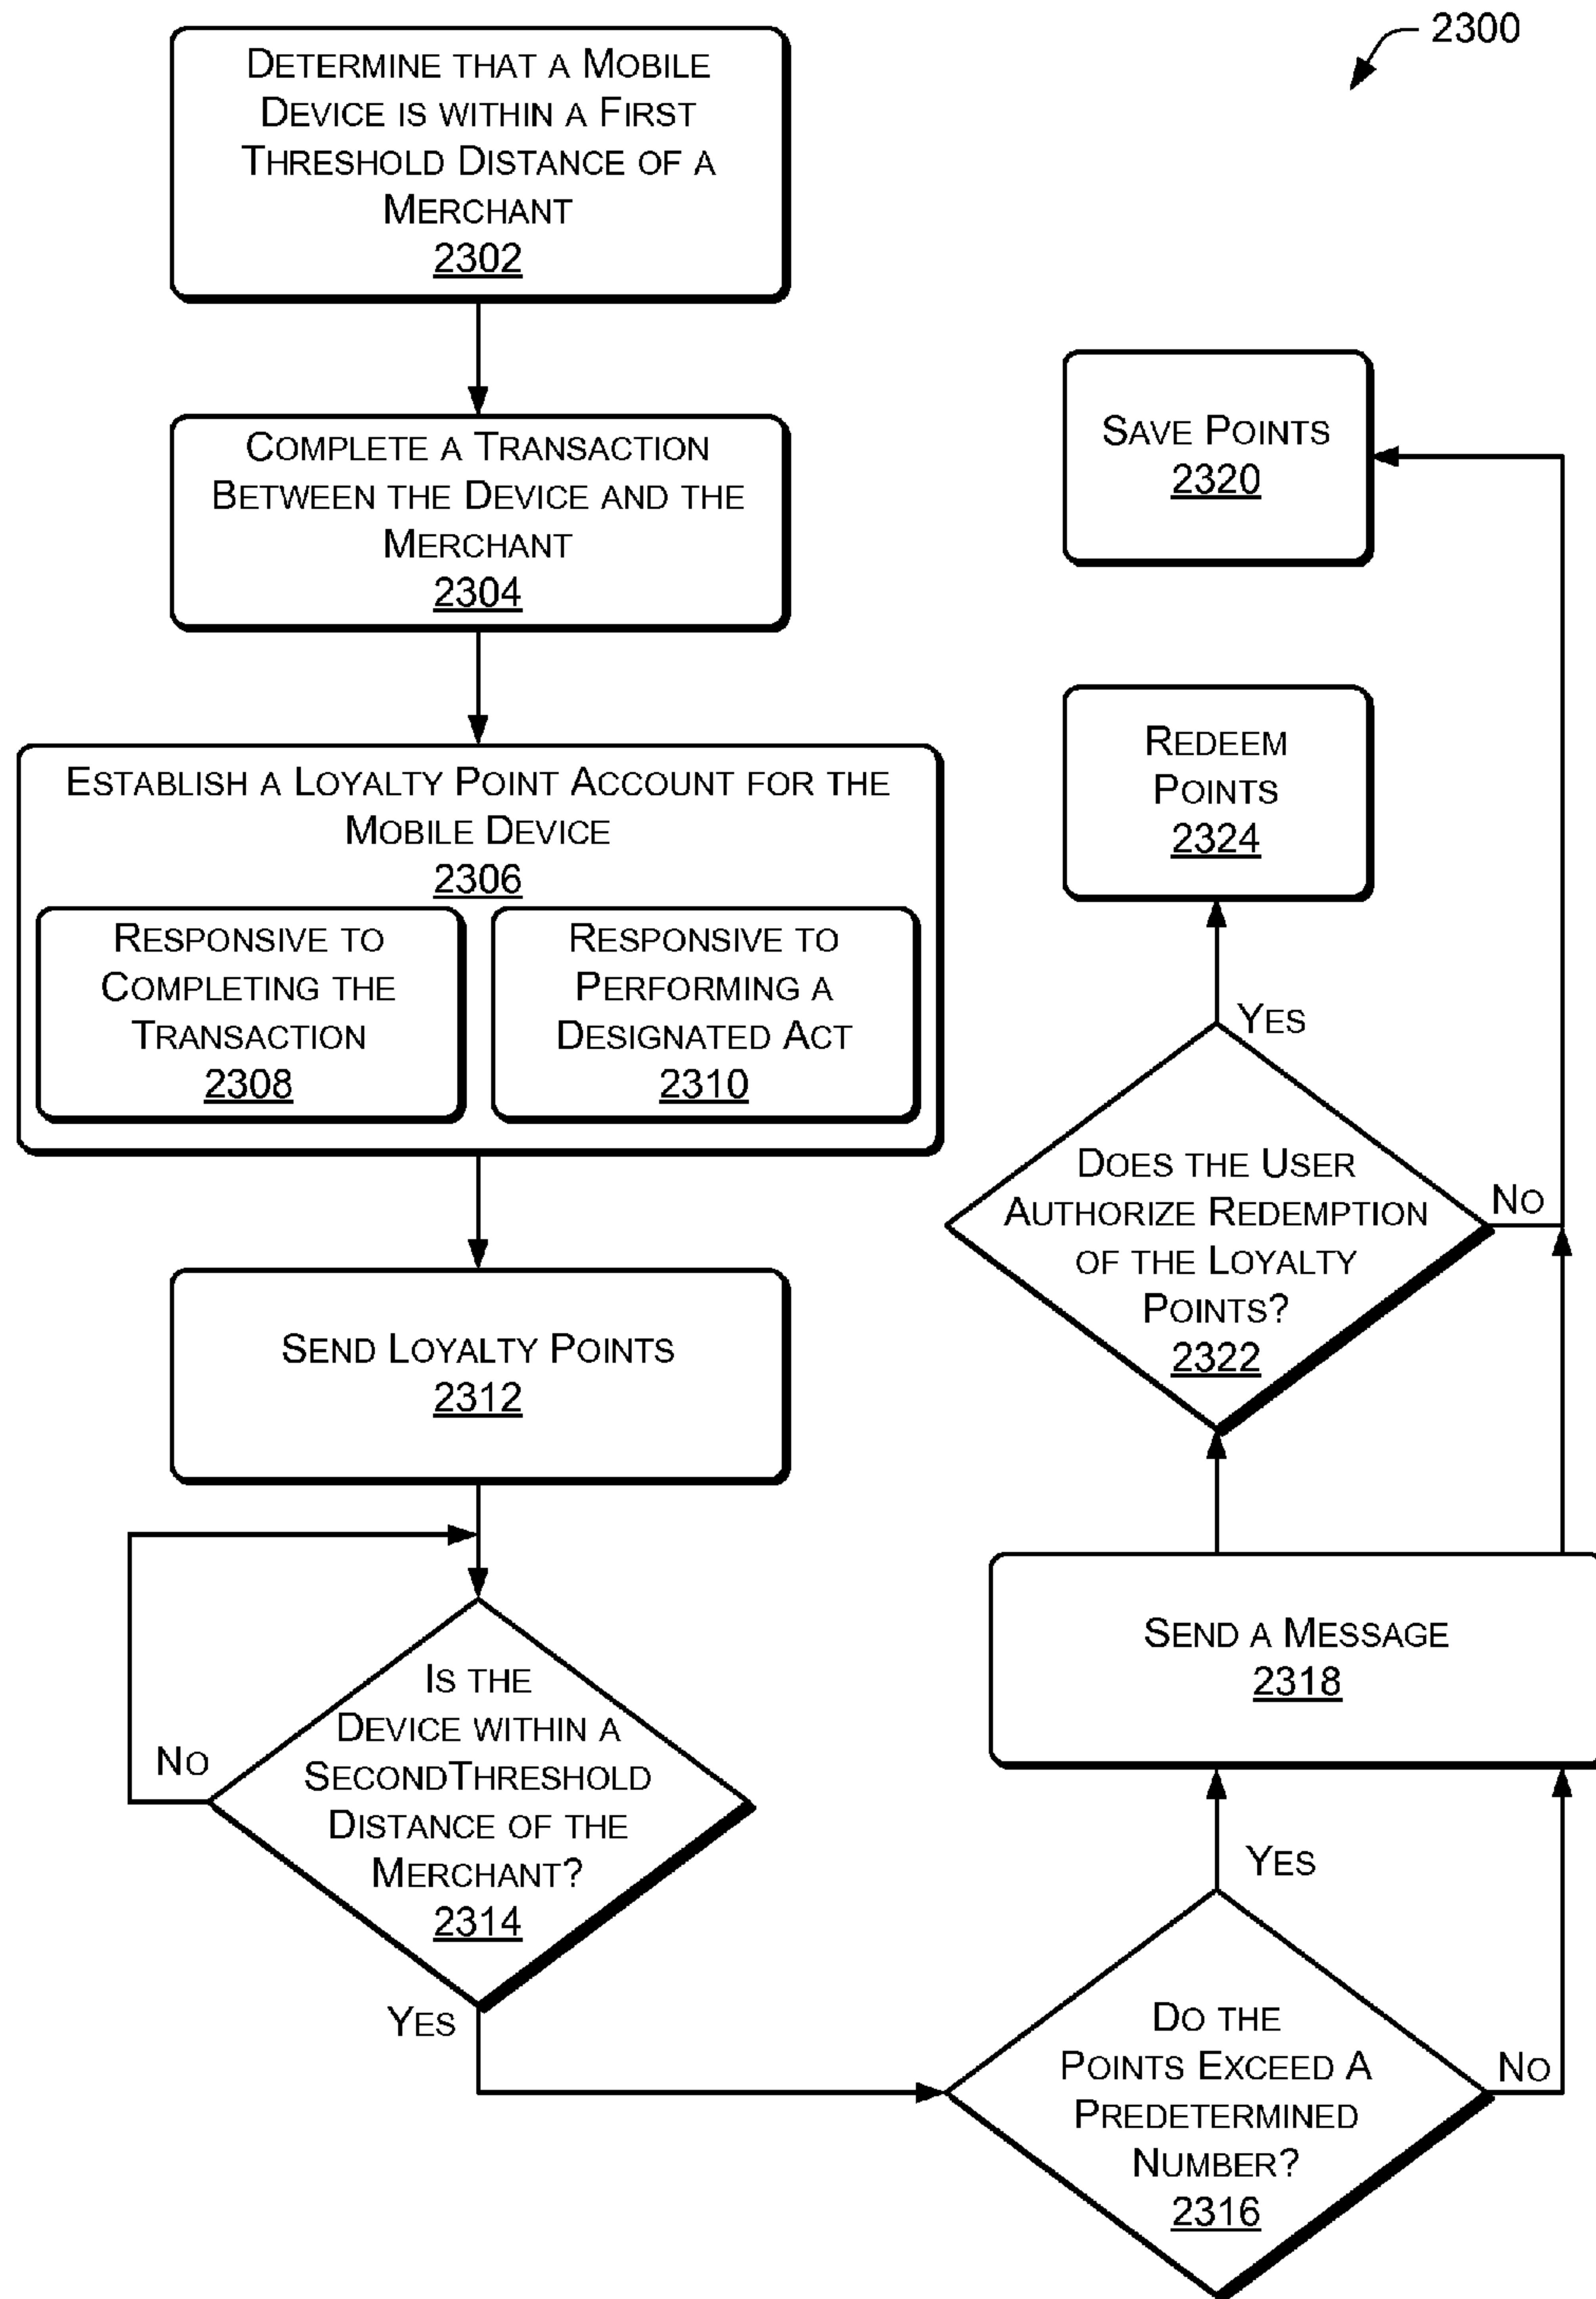 2300
DETERMINE THAT A MOBILE
DEVICE IS WITHIN A FIRST
THRESHOLD DISTANCE OF A
MERCHANT
2302
COMPLETE A TRANSACTION
BETWEEN THE DEVICE AND THE
MERCHANT
2304
ESTABLISH A LOYALTY POINT ACCOUNT FOR THE
MOBILE DEVICE
2306
RESPONSIVE TO
COMPLETING THE
TRANSACTION
2308
RESPONSIVE TO
PERFORMING A
DESIGNATED ACT
2310
SEND LOYALTY POINTS
2312
IS THE
DEVICE WITHIN A
SECONDTHRESHOLD
DISTANCE OF THE
MERCHANT?
2314
NO
YES
DO THE
POINTS EXCEED A
PREDETERMINED
NUMBER?
2316
YES
NO
SEND A MESSAGE
2318
DOES THE USER
AUTHORIZE REDEMPTION
OF THE LOYALTY
POINTS?
2322
YES
NO
REDEEM
POINTS
2324
SAVE POINTS
2320